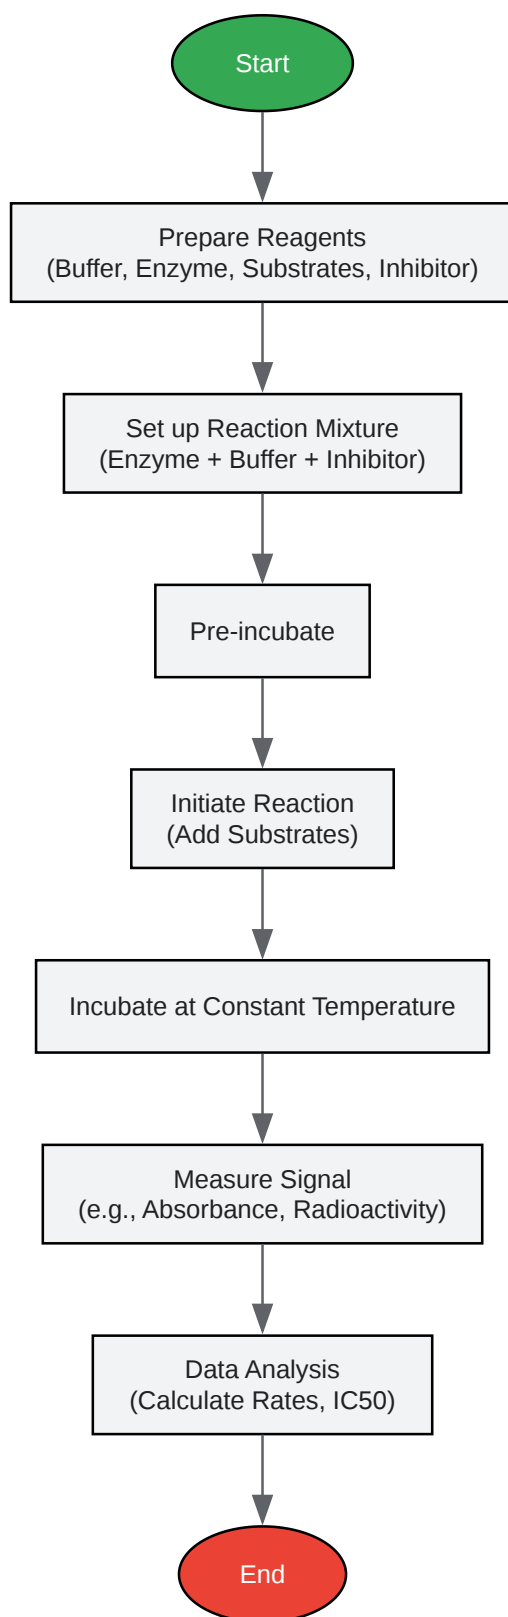 Start
Prepare Reagents
(Buffer, Enzyme, Substrates, Inhibitor)
Set up Reaction Mixture
(Enzyme + Buffer + Inhibitor)
Pre-incubate
Initiate Reaction
(Add Substrates)
Incubate at Constant Temperature
Measure Signal
(e.g., Absorbance, Radioactivity)
Data Analysis
(Calculate Rates, IC50)
End